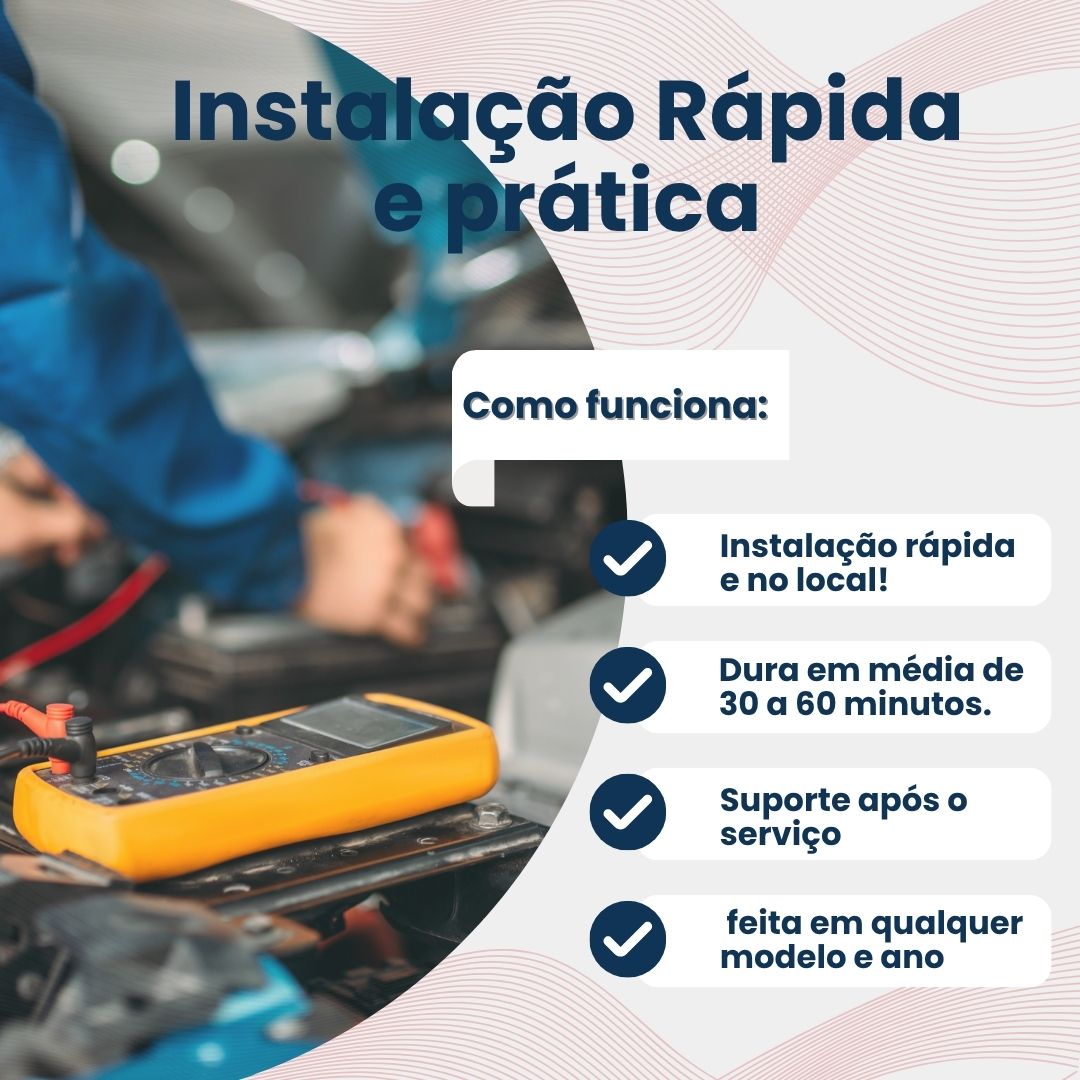 Instalação Rápida
e prática
Como funciona:
Instalação rápida
e no local!
Dura em média de
30 a 60 minutos.
Suporte após o
serviço
feita em qualquer
modelo e ano